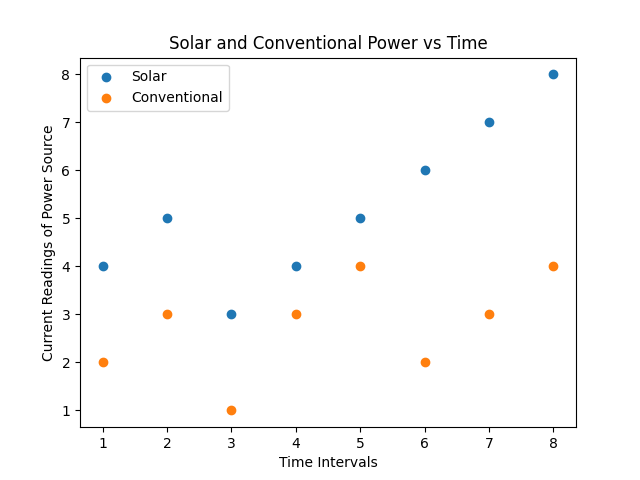 Solar and Conventional Power vs Time
Solar
Conventional
Current Readings of Power Source
8
7
6
5
4
3
2
1
1 2 3 4 5 6 7 8
Time Intervals